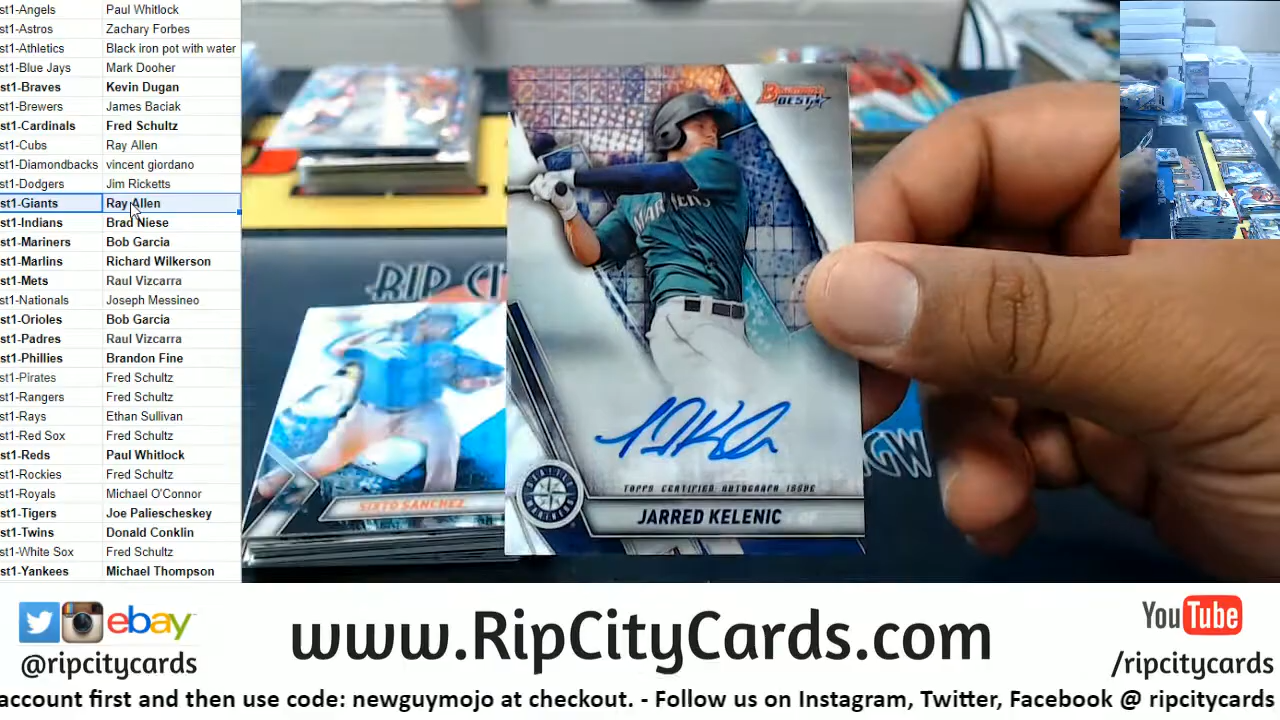 st1-Angels Paul Whitlock
st1-Astros Zachary Forbes
st1-Athletics Black iron pot with water
st1-Blue Jays Mark Dooher
st1-Braves Kevin Dugan
st1-Brewers James Baciak
st1-Cardinals Fred Schultz
st1-Cubs Ray Allen
st1-Diamondbacks vincent giordano
st1-Dodgers Jim Ricketts
st1-Giants Ray Allen
st1-Indians Brad Niese
st1-Mariners Bob Garcia
st1-Marlins Richard Wilkerson
st1-Mets Raul Vizcarra
st1-Nationals Joseph Messineo
st1-Orioles Bob Garcia
st1-Padres Raul Vizcarra
st1-Phillies Brandon Fine
st1-Pirates Fred Schultz
st1-Rangers Fred Schultz
st1-Rays Ethan Sullivan
st1-Red Sox Fred Schultz
st1-Reds Paul Whitlock
st1-Rockies Fred Schultz
st1-Royals Michael O'Connor
st1-Tigers Joe Paliescheskey
st1-Twins Donald Conklin
st1-White Sox Fred Schultz
st1-Yankees Michael Thompson
BOWMAN'S
BEST
MARINERS
RIP CI
SIXTO SANCHEZ
TOPPS CERTIFIED AUTOGRAPH ISSUE
JARRED KELENIC
ebay
@ripcitycards
www.RipCityCards.com
YouTube
/ripcitycards
account first and then use code: newguymojo at checkout. - Follow us on Instagram, Twitter, Facebook @ ripcitycards